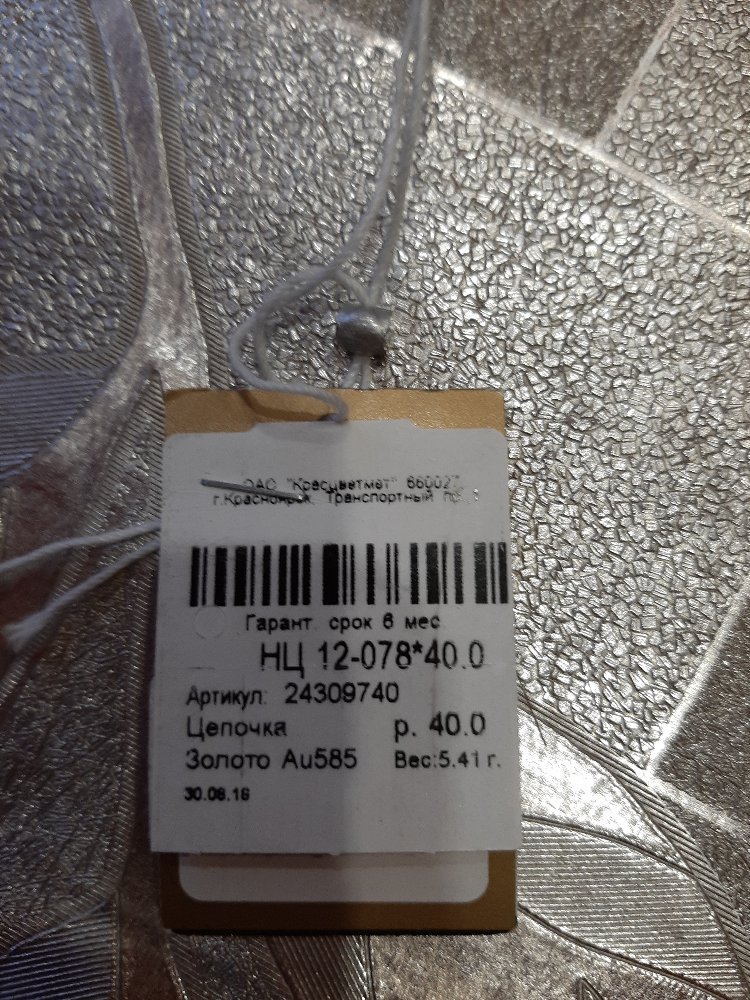 ОАО "Красцветмет" 660027,
г.Красноярск, Транспортный
Гарант. срок 6 мес
НЦ 12-078*40.0
Артикул: 24309740
Цепочка р. 40.0
Золото Au585 Вес:5.41 г.
30.08.16